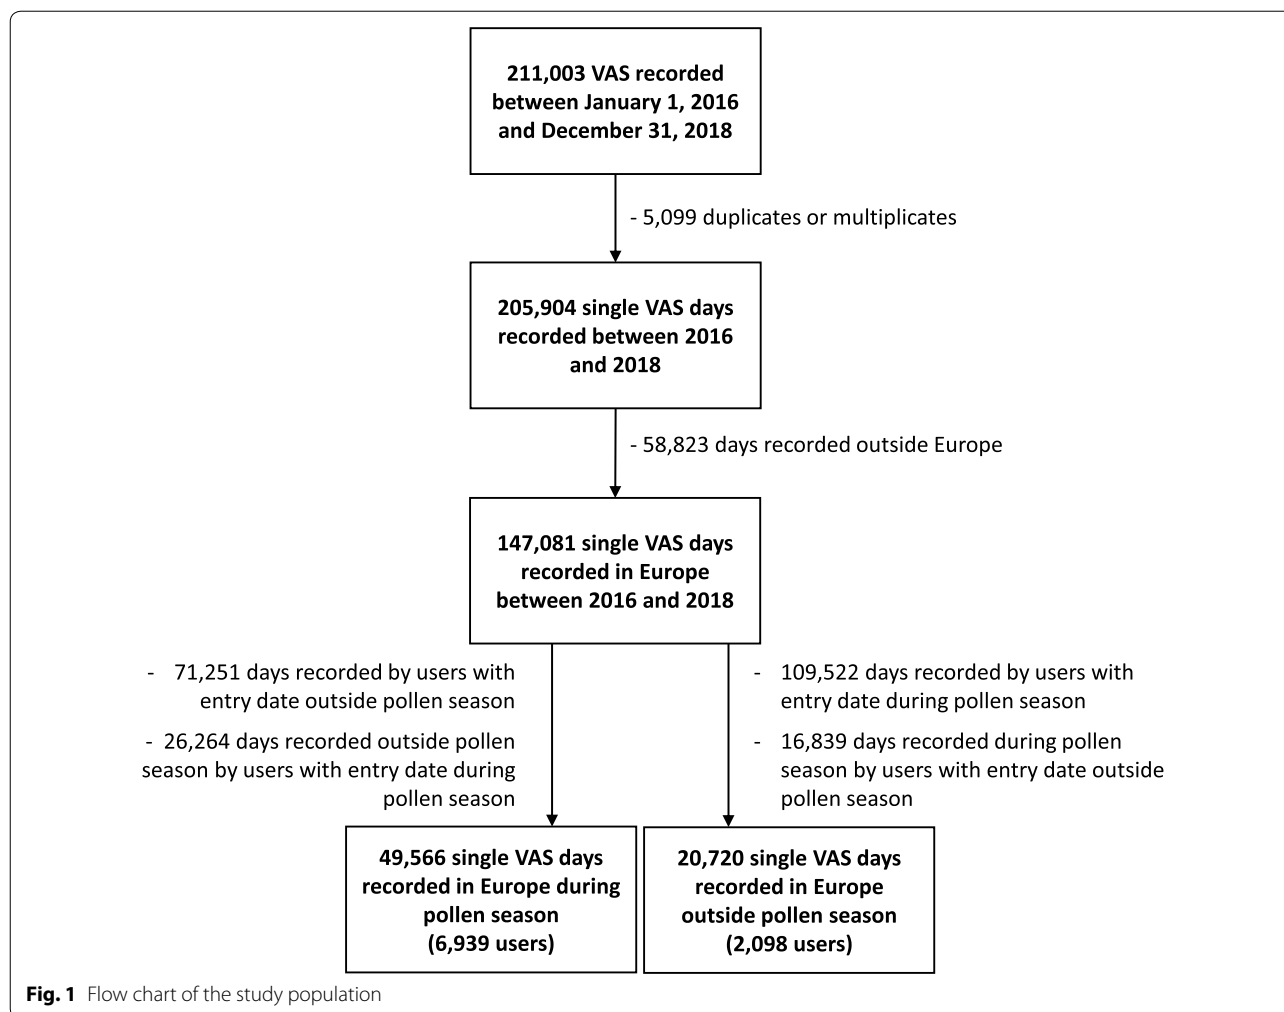 211,003 VAS recorded
between January 1, 2016
and December 31, 2018
- 5,099 duplicates or multiplicates
205,904 single VAS days
recorded between 2016
and 2018
- 58,823 days recorded outside Europe
147,081 single VAS days
recorded in Europe
between 2016 and 2018
- 71,251 days recorded by users with
entry date outside pollen season
- 26,264 days recorded outside pollen
season by users with entry date during
pollen season
- 109,522 days recorded by users with
entry date during pollen season
- 16,839 days recorded during pollen
season by users with entry date outside
pollen season
49,566 single VAS days
recorded in Europe during
pollen season
(6,939 users)
20,720 single VAS days
recorded in Europe
outside pollen season
(2,098 users)
Fig. 1 Flow chart of the study population